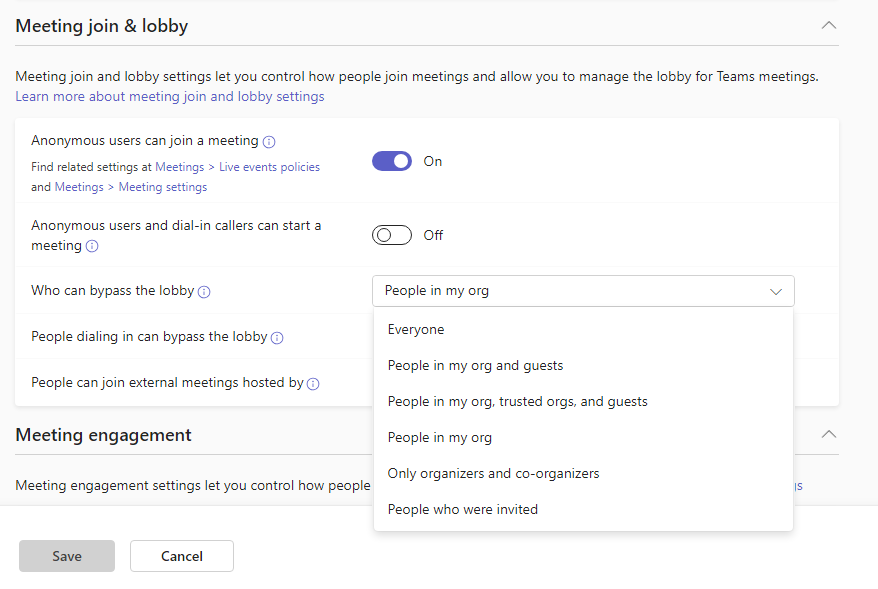 Meeting join & lobby
Meeting join and lobby settings let you control how people join meetings and allow you to manage the lobby for Teams meetings.
Learn more about meeting join and lobby settings
Anonymous users can join a meeting
Find related settings at Meetings > Live events policies
and Meetings > Meeting settings
On
Anonymous users and dial-in callers can start a
meeting
Off
Who can bypass the lobby
People in my org
Everyone
People in my org and guests
People in my org, trusted orgs, and guests
People in my org
Only organizers and co-organizers
People who were invited
People dialing in can bypass the lobby
People can join external meetings hosted by
Meeting engagement
Meeting engagement settings let you control how people
Save
Cancel